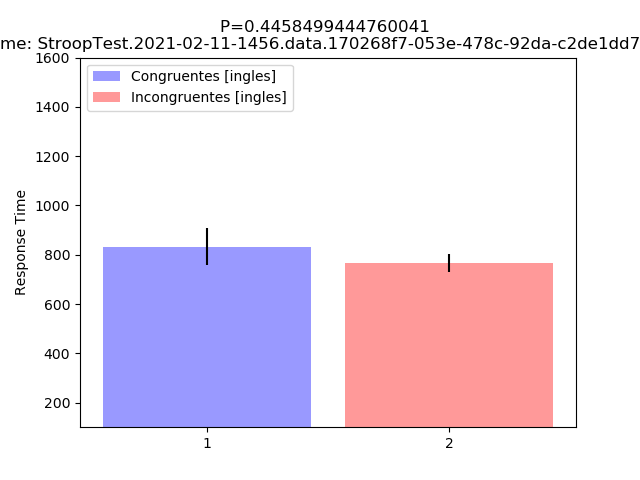 P=0.4458499444760041
me: StroopTest.2021-02-11-1456.data.170268f7-053e-478c-92da-c2de1dd7
1600
1400
1200
1000
800
600
400
200
Response Time
Congruentes [ingles]
Incongruentes [ingles]
1
2